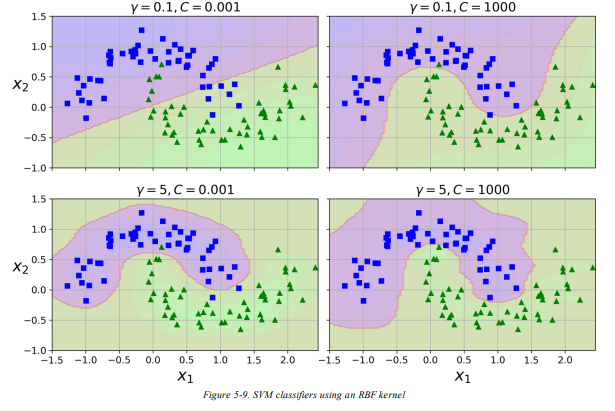 γ = 0.1, C = 0.001
γ = 0.1, C = 1000
1.5
1.0
x₂
0.5
0.0
−0.5
−1.0
γ = 5, C = 0.001
γ = 5, C = 1000
1.5
1.0
x₂
0.5
0.0
−0.5
−1.0
−1.5 −1.0 −0.5 0.0 0.5 1.0 1.5 2.0
−1.5 −1.0 −0.5 0.0 0.5 1.0 1.5 2.0
x₁
x₁
Figure 5-9. SVM classifiers using an RBF kernel